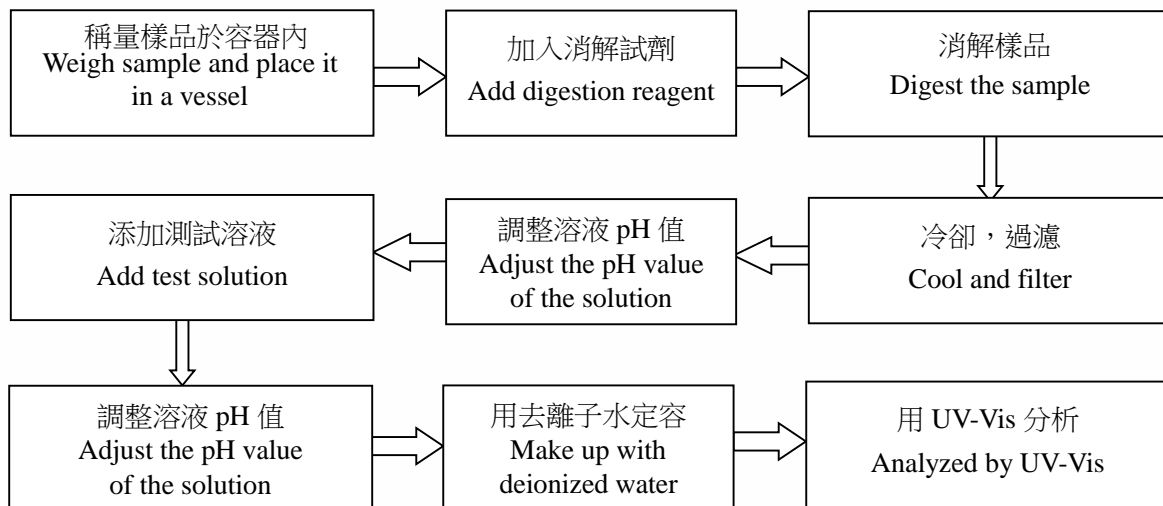 稱量樣品於容器內
Weigh sample and place it
in a vessel
加入消解試劑
Add digestion reagent
消解樣品
Digest the sample
添加測試溶液
Add test solution
調整溶液 pH 值
Adjust the pH value
of the solution
冷卻，過濾
Cool and filter
調整溶液 pH 值
Adjust the pH value
of the solution
用去離子水定容
Make up with
deionized water
用 UV-Vis 分析
Analyzed by UV-Vis